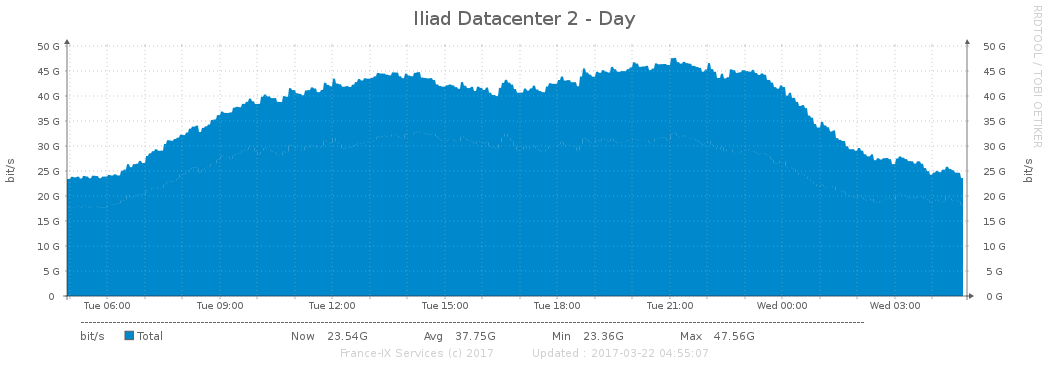 Iliad Datacenter 2 - Day
RRDTOOL / TOBI OETIKER
bit/s
bit/s
50 G 50 G
45 G 45 G
40 G 40 G
35 G 35 G
30 G 30 G
25 G 25 G
20 G 20 G
15 G 15 G
10 G 10 G
5 G 5 G
0 0 G
Tue 06:00 Tue 09:00 Tue 12:00 Tue 15:00 Tue 18:00 Tue 21:00 Wed 00:00 Wed 03:00
bit/s Total Now 23.54G Avg 37.75G Min 23.36G Max 47.56G
France-IX Services (c) 2017 Updated : 2017-03-22 04:55:07